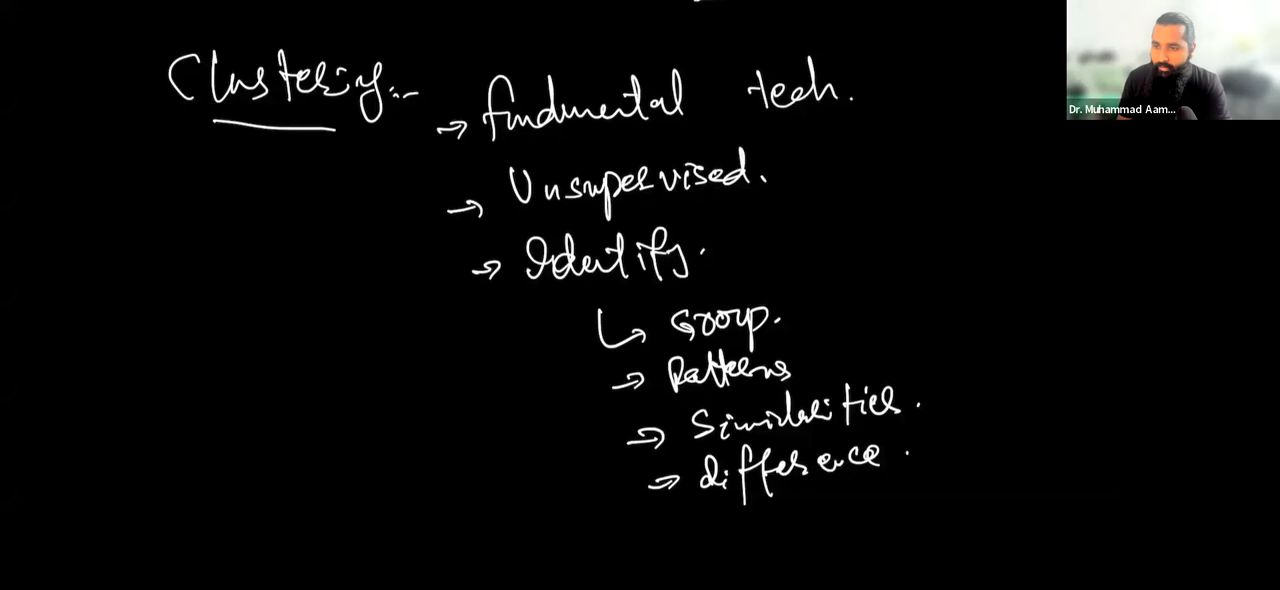 Clustering:-
→ fundmental tech.
→ Unsupervised.
→ Identify.
↳ Group.
→ Patterns
→ Similarities.
→ difference.
Dr. Muhammad Aam...